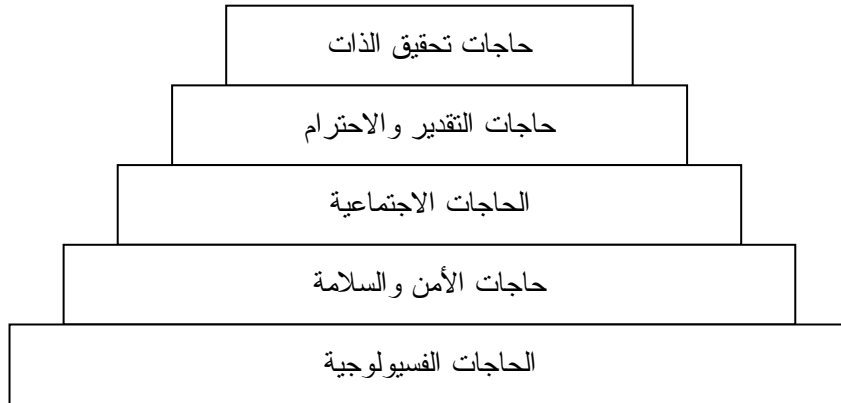 حاجات تحقيق الذات
حاجات التقدير والاحترام
الحاجات الاجتماعية
حاجات الأمن والسلامة
الحاجات الفسيولوجية